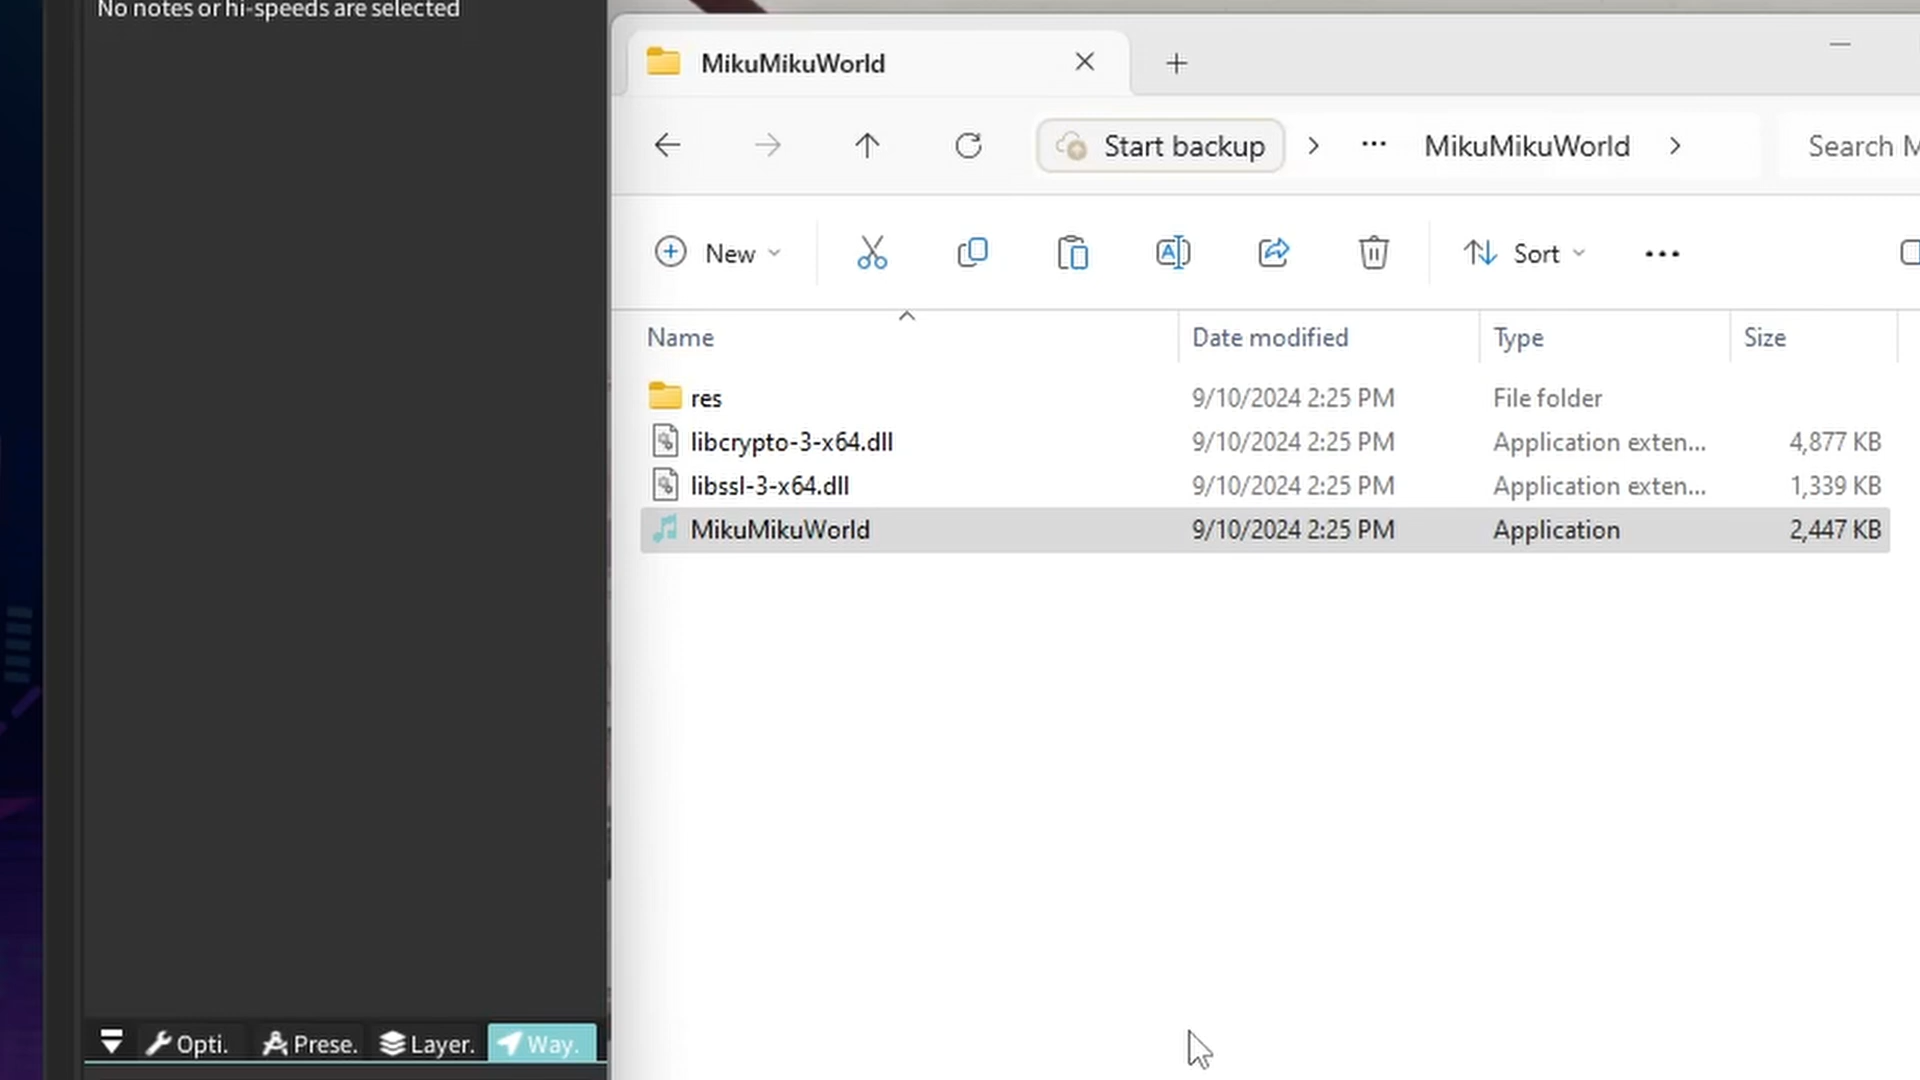 No notes or hi-speeds are selected
MikuMikuWorld
Start backup
MikuMikuWorld
Search M
New
Sort
Name
Date modified
Type
Size
res 9/10/2024 2:25 PM File folder
libcrypto-3-x64.dll 9/10/2024 2:25 PM Application exten... 4,877 KB
libssl-3-x64.dll 9/10/2024 2:25 PM Application exten... 1,339 KB
MikuMikuWorld 9/10/2024 2:25 PM Application 2,447 KB
Opti. Prese. Layer. Way.